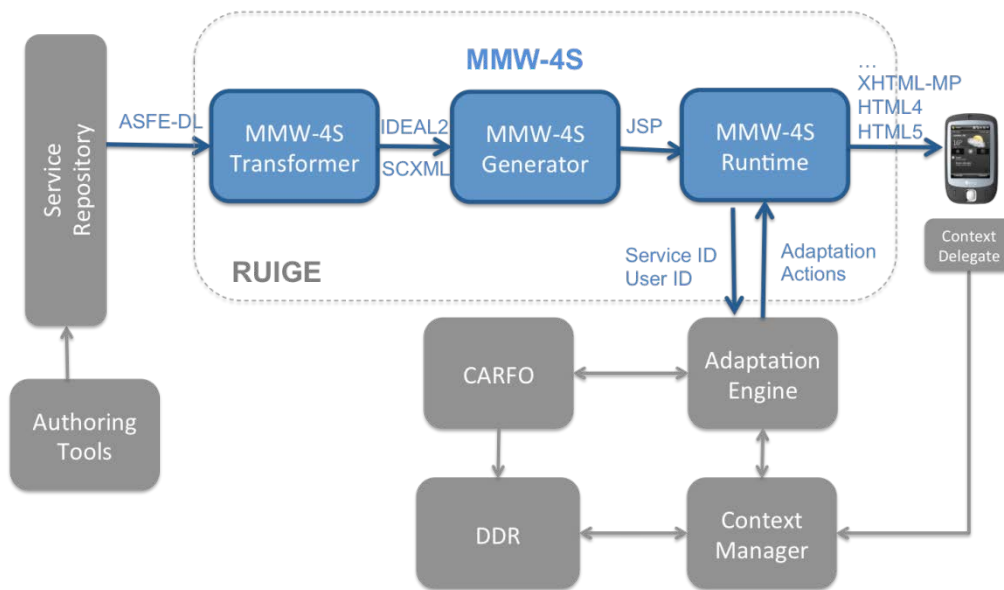 MMW-4S
…
XHTML-MP
HTML4
HTML5
Service
Repository
ASFE-DL
MMW-4S
Transformer
IDEAL2
SCXML
MMW-4S
Generator
JSP
MMW-4S
Runtime
Context
Delegate
RUIGE
Service ID
User ID
Adaptation
Actions
CARFO
Adaptation
Engine
Authoring
Tools
DDR
Context
Manager